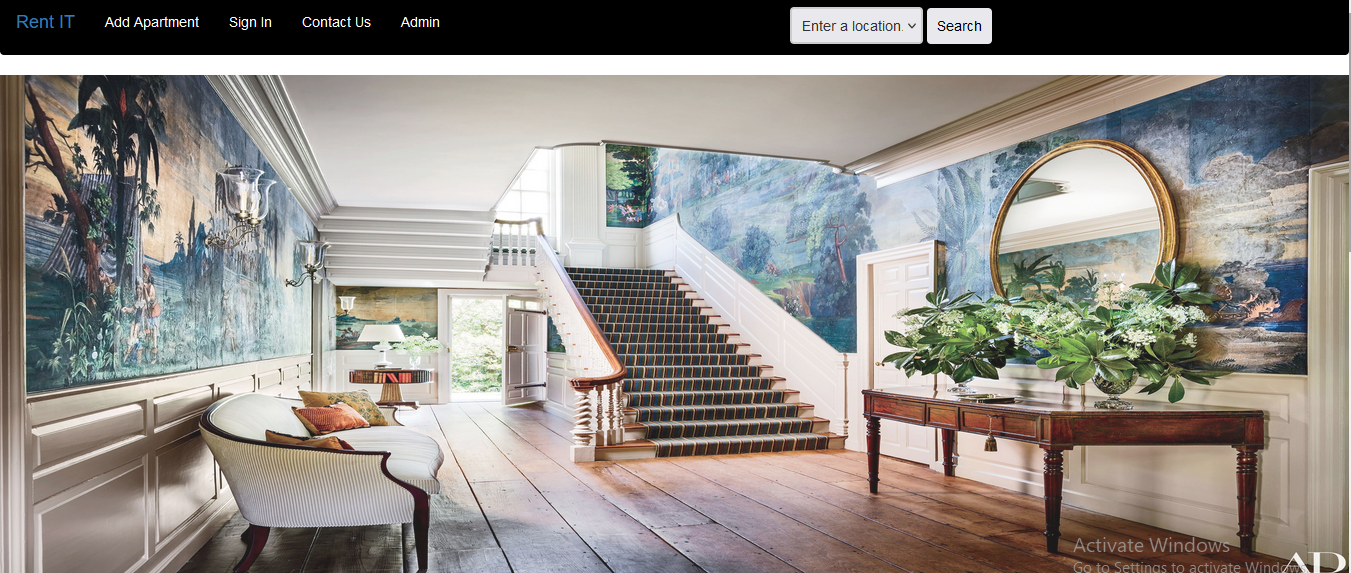 Rent IT Add Apartment Sign In Contact Us Admin Enter a location. Search
Activate Windows
Go to Settings to activate Windows.
AD